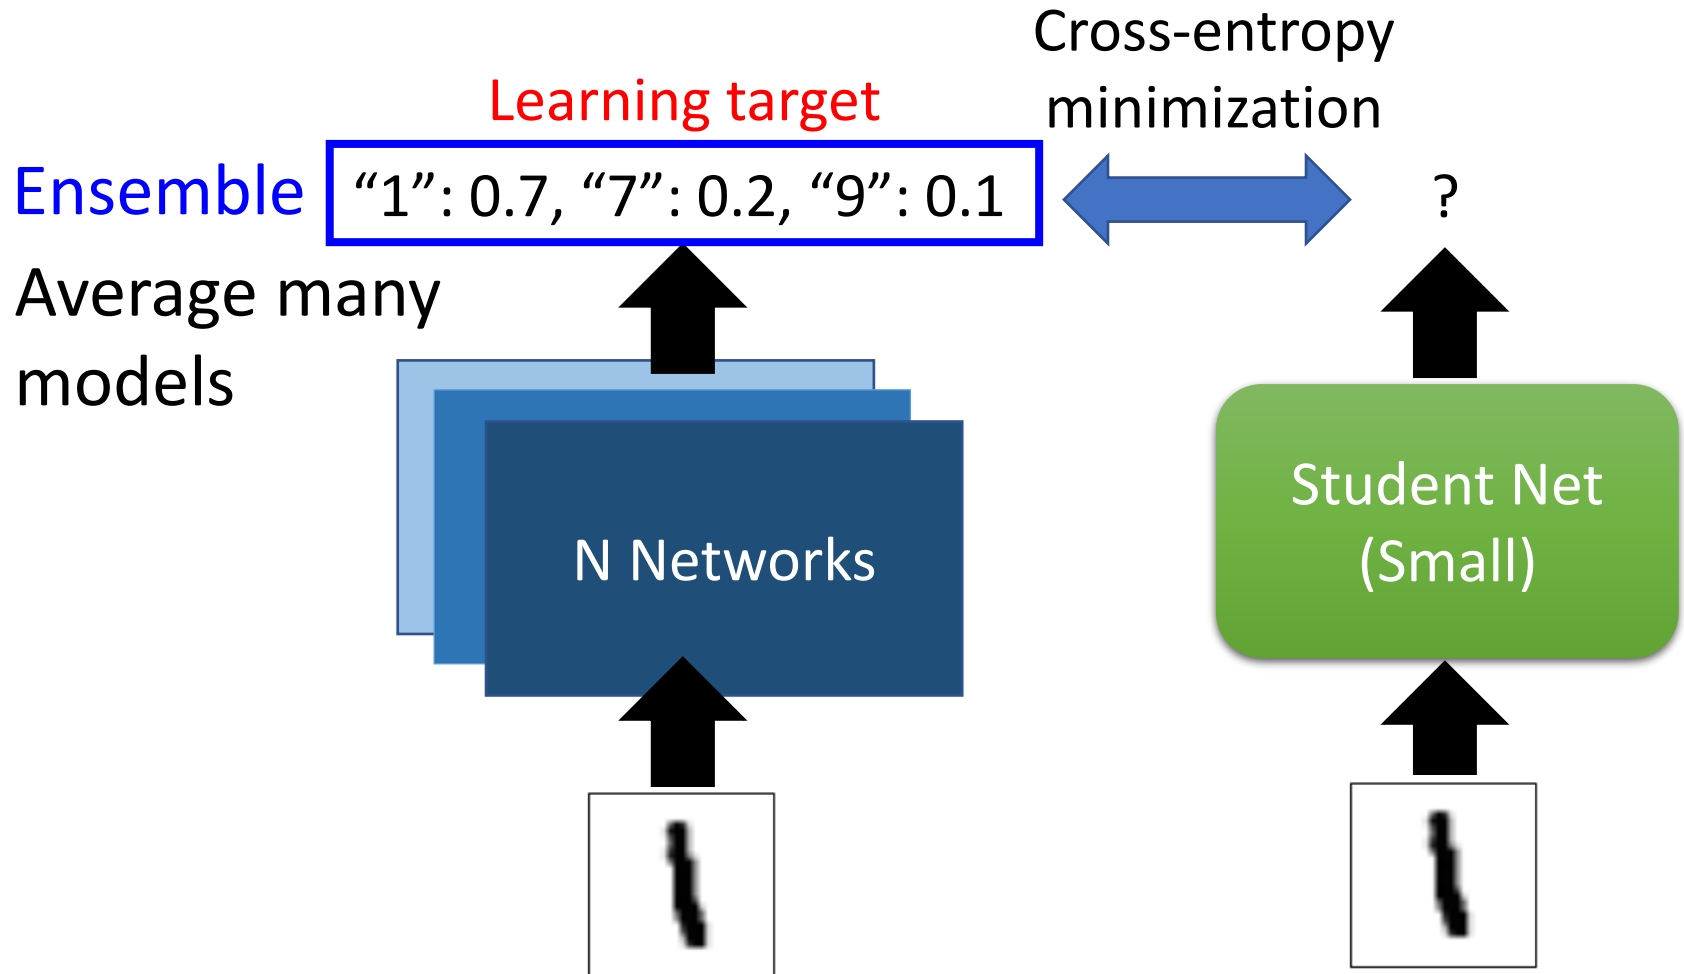 Cross-entropy
minimization
Learning target
Ensemble
“1”: 0.7, “7”: 0.2, “9”: 0.1
?
Average many
models
N Networks
Student Net
(Small)